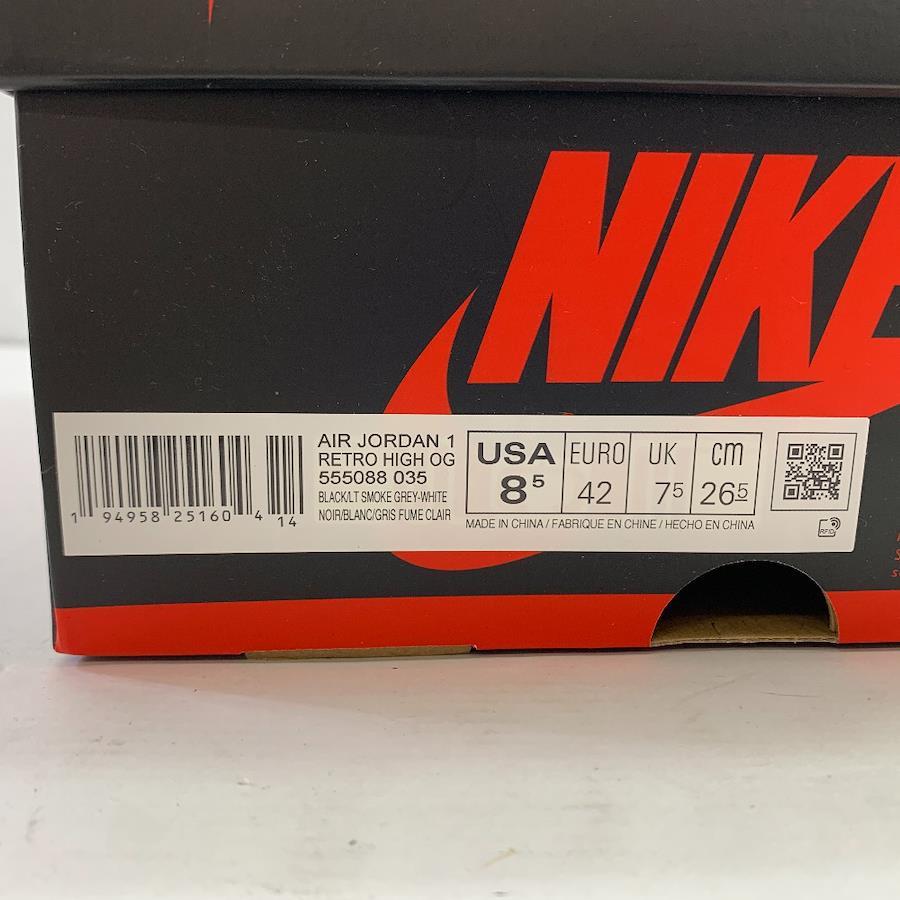 NIKE
AIR JORDAN 1
RETRO HIGH OG
555088 035
BLACK/LT SMOKE GREY-WHITE
NOIR/BLANC/GRIS FUME CLAIR
1 94958 25160 4 14
USA EURO UK cm
8⁵ 42 7⁵ 26⁵
MADE IN CHINA / FABRIQUE EN CHINE / HECHO EN CHINA
RFID